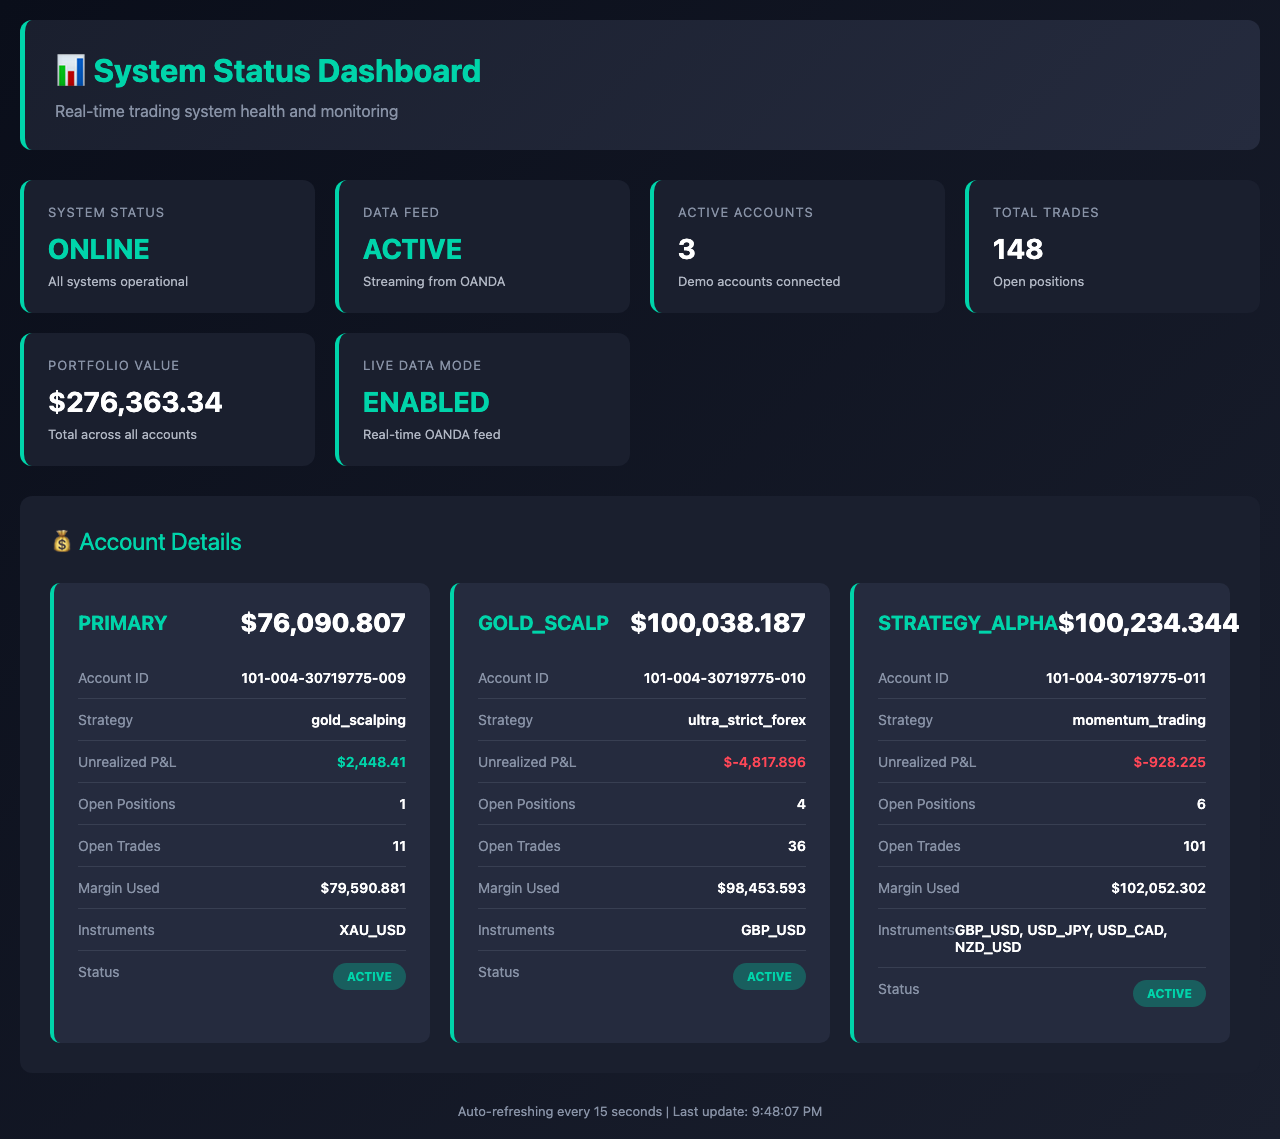 📊 System Status Dashboard
Real-time trading system health and monitoring
SYSTEM STATUS
ONLINE
All systems operational
DATA FEED
ACTIVE
Streaming from OANDA
ACTIVE ACCOUNTS
3
Demo accounts connected
TOTAL TRADES
148
Open positions
PORTFOLIO VALUE
$276,363.34
Total across all accounts
LIVE DATA MODE
ENABLED
Real-time OANDA feed
💰 Account Details
PRIMARY $76,090.807
Account ID 101-004-30719775-009
Strategy gold_scalping
Unrealized P&L $2,448.41
Open Positions 1
Open Trades 11
Margin Used $79,590.881
Instruments XAU_USD
Status ACTIVE
GOLD_SCALP $100,038.187
Account ID 101-004-30719775-010
Strategy ultra_strict_forex
Unrealized P&L $-4,817.896
Open Positions 4
Open Trades 36
Margin Used $98,453.593
Instruments GBP_USD
Status ACTIVE
STRATEGY_ALPHA $100,234.344
Account ID 101-004-30719775-011
Strategy momentum_trading
Unrealized P&L $-928.225
Open Positions 6
Open Trades 101
Margin Used $102,052.302
Instruments GBP_USD, USD_JPY, USD_CAD,
NZD_USD
Status ACTIVE
Auto-refreshing every 15 seconds | Last update: 9:48:07 PM